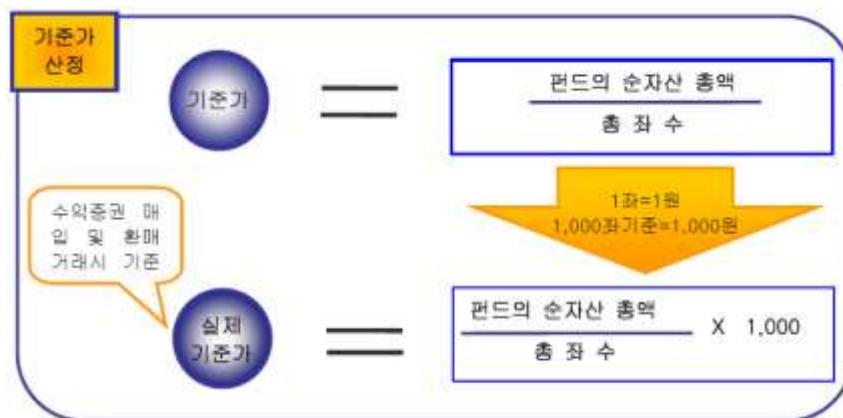 기준가
산정
기준가
펀드의 순자산 총액
총 좌 수
1좌=1원
1,000좌기준=1,000원
수익증권 매
입 및 환매
거래시 기준
실제
기준가
펀드의 순자산 총액
총 좌 수
X 1,000